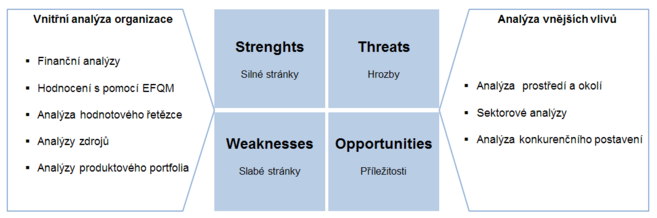 Vnitřní analýza organizace
▪ Finanční analýzy
▪ Hodnocení s pomocí EFQM
▪ Analýza hodnotového řetězce
▪ Analýzy zdrojů
▪ Analýzy produktového portfolia
Strenghts
Silné stránky
Threats
Hrozby
Weaknesses
Slabé stránky
Opportunities
Příležitosti
Analýza vnějších vlivů
▪ Analýza prostředí a okolí
▪ Sektorové analýzy
▪ Analýza konkurenčního postavení